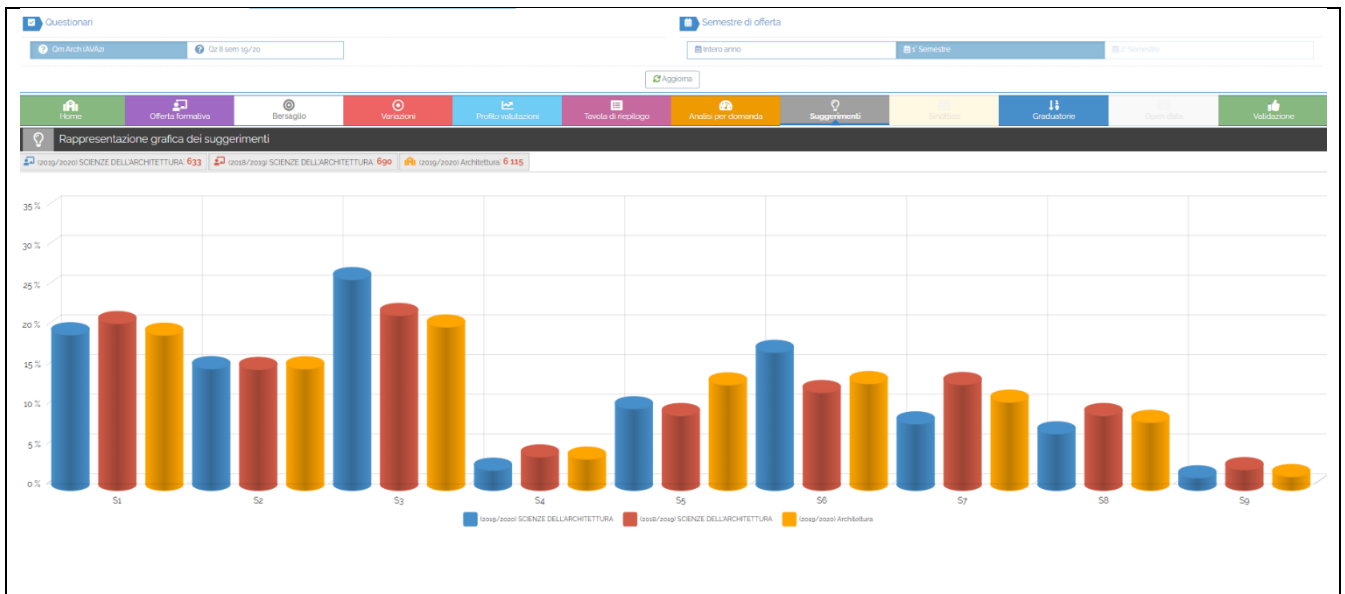 Questionari
Semestre di offerta
Qm Arch (AVA2)
Qz II sem 19/20
Intero anno
1° Semestre
2° Semestre
Aggiorna
Home
Offerta formativa
Bersaglio
Variazioni
Profilo valutazioni
Tavola di riepilogo
Analisi per domanda
Suggerimenti
Graduatorie
Open data
Validazione
Rappresentazione grafica dei suggerimenti
(2019/2020) SCIENZE DELL'ARCHITETTURA: 633
(2018/2019) SCIENZE DELL'ARCHITETTURA: 690
(2019/2020) Architettura: 6 115
35 %
30 %
25 %
20 %
15 %
10 %
5 %
0 %
S1 S2 S3 S4 S5 S6 S7 S8 S9
(2019/2020) SCIENZE DELL'ARCHITETTURA (2018/2019) SCIENZE DELL'ARCHITETTURA (2019/2020) Architettura